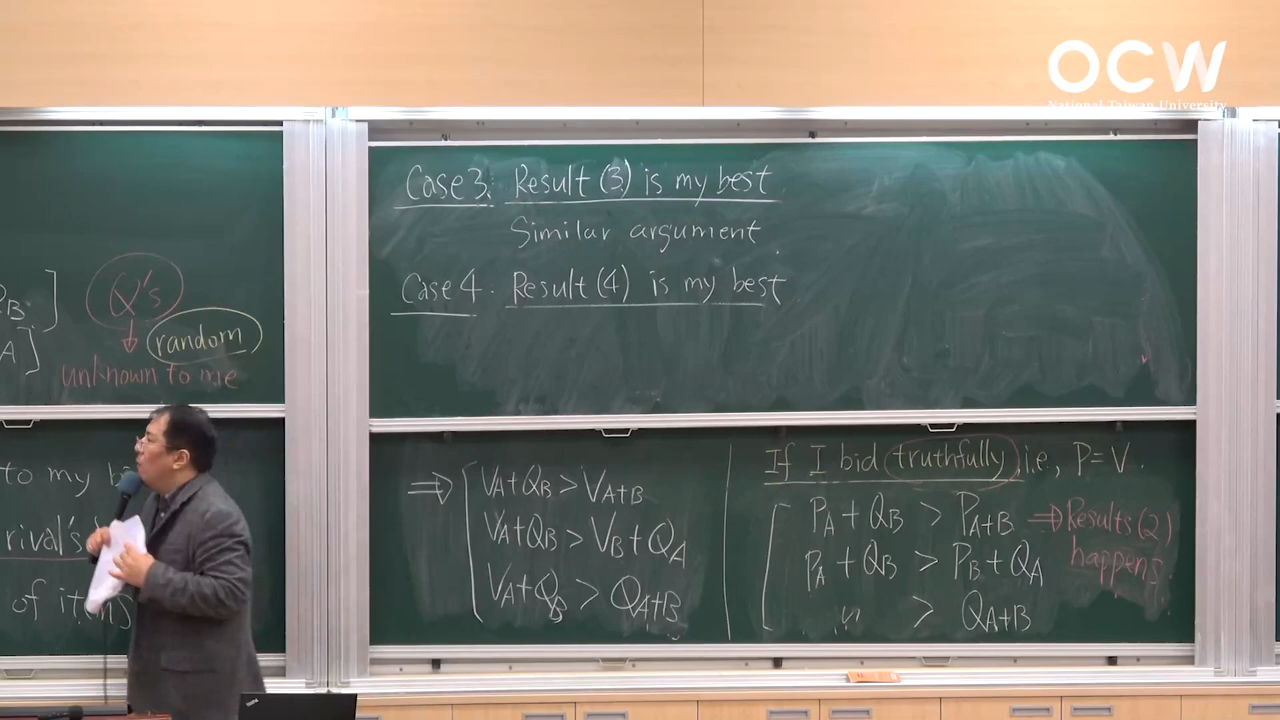 OCW
National Taiwan University
Q's
random
unknown to me
to my
rival's
of items
Case 3. Result (3) is my best
Similar argument
Case 4. Result (4) is my best
⇒ VA+QB > VA+B
VA+QB > VB+QA
VA+QB > QA+B
If I bid truthfully, i.e., P=V.
PA + QB > PA+B ⇒ Results(2)
PA + QB > PB+QA happens
" > QA+B